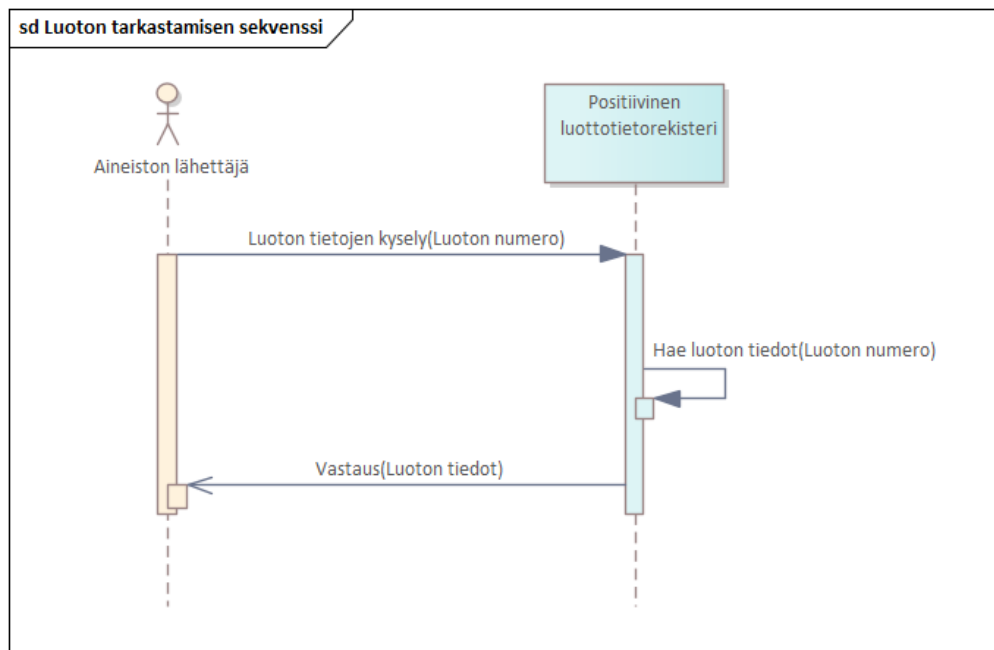 sd Luoton tarkastamisen sekvenssi
Aineiston lähettäjä
Positiivinen
luottotietorekisteri
Luoton tietojen kysely(Luoton numero)
Hae luoton tiedot(Luoton numero)
Vastaus(Luoton tiedot)